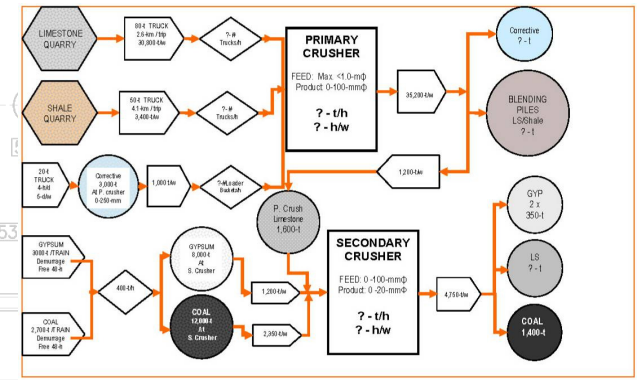 LIMESTONE
QUARRY
80-t TRUCK
2.6-km / trip
30,800-t/w
?-#
Trucks/h
PRIMARY
CRUSHER
FEED: Max. <1.0-mΦ
Product: 0-100-mmΦ
? - t/h
? - h/w
35,200-t/w
Corrective
? - t
SHALE
QUARRY
50-t TRUCK
4.1-km / trip
3,400-t/w
?-#
Trucks/h
BLENDING
PILES
LS/Shale
? - t
20-t
TRUCK
4-h/d
5-d/w
Corrective
3,000-t
At P. crusher
0-250-mm
1,000 t/w
?-#Loader
Buckets/h
1,200-t/w
P. Crush
Limestone
1,600-t
GYP
2 x
350-t
53
GYPSUM
3000-t /TRAIN
Demurrage
Free 48-h
400-t/h
GYPSUM
8,000-t
At
S. Crusher
1,200-t/w
SECONDARY
CRUSHER
FEED: 0 -100-mmΦ
Product: 0 -20-mmΦ
? - t/h
? - h/w
4,750-t/w
LS
? - t
COAL
2,700-t /TRAIN
Demurrage
Free 48-h
COAL
12,000-t
At
S. Crusher
2,350-t/w
COAL
1,400-t